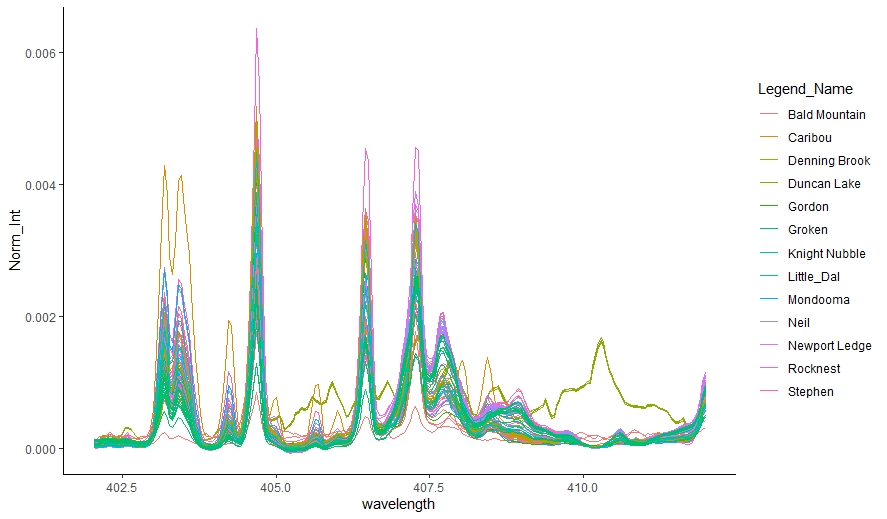 Norm_Int
0.006
0.004
0.002
0.000
402.5 405.0 407.5 410.0
wavelength
Legend_Name
Bald Mountain
Caribou
Denning Brook
Duncan Lake
Gordon
Groken
Knight Nubble
Little_Dal
Mondooma
Neil
Newport Ledge
Rocknest
Stephen